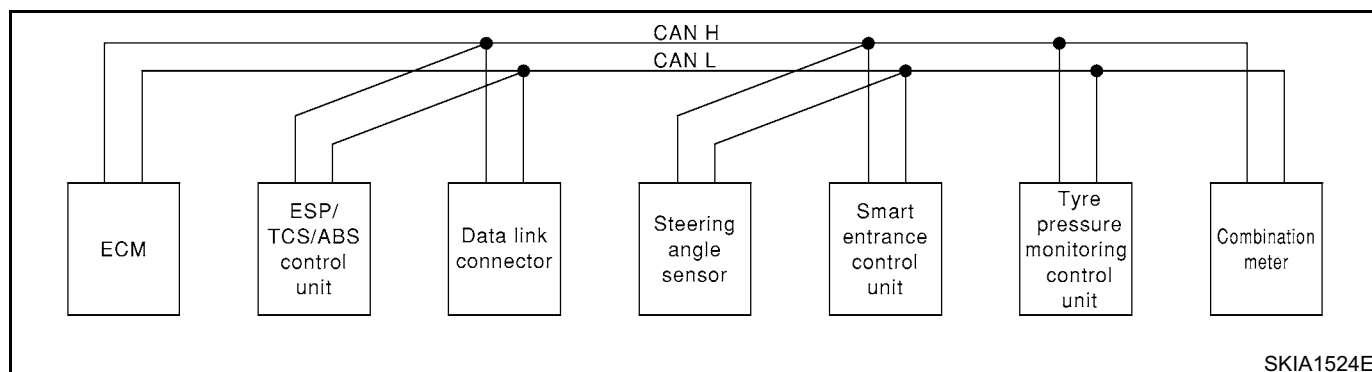 CAN H
CAN L
ECM
ESP/
TCS/ABS
control
unit
Data link
connector
Steering
angle
sensor
Smart
entrance
control
unit
Tyre
pressure
monitoring
control
unit
Combination
meter
SKIA1524E